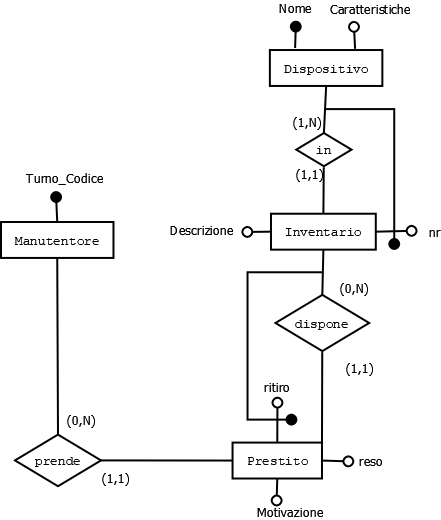 Nome
Caratteristiche
Dispositivo
(1,N)
in
(1,1)
Turno_Codice
Manutentore
Descrizione
Inventario
nr
(0,N)
dispone
(1,1)
ritiro
(0,N)
prende
(1,1)
Prestito
reso
Motivazione